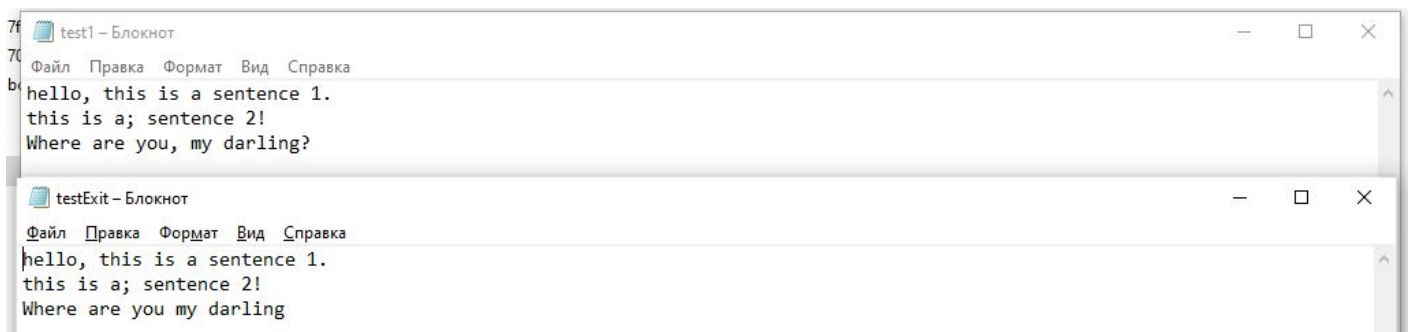 7f
70
test1 – Блокнот
Файл Правка Формат Вид Справка
hello, this is a sentence 1.
this is a; sentence 2!
Where are you, my darling?
testExit – Блокнот
Файл Правка Формат Вид Справка
hello, this is a sentence 1.
this is a; sentence 2!
Where are you my darling